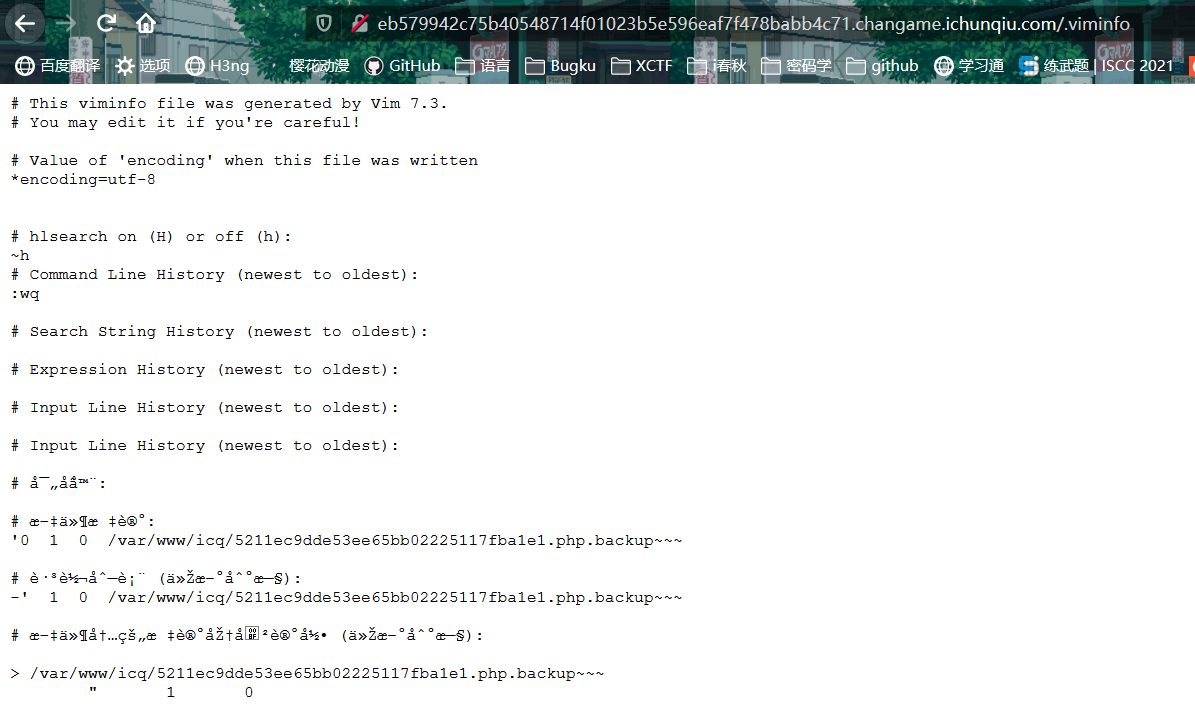 eb579942c75b40548714f01023b5e596eaf7f478babb4c71.changame.ichunqiu.com/.viminfo
百度翻译 选项 H3ng 樱花动漫 GitHub 语言 Bugku XCTF i春秋 密码学 github 学习通 练武题 | ISCC 2021
# This viminfo file was generated by Vim 7.3.
# You may edit it if you're careful!
# Value of 'encoding' when this file was written
*encoding=utf-8
# hlsearch on (H) or off (h):
~h
# Command Line History (newest to oldest):
:wq
# Search String History (newest to oldest):
# Expression History (newest to oldest):
# Input Line History (newest to oldest):
# Input Line History (newest to oldest):
# å¯„å­˜å™¨:
# æ–‡ä»¶æ ‡è®°:
'0 1 0 /var/www/icq/5211ec9dde53ee65bb02225117fba1e1.php.backup~~~
# è·³è½¬åˆ—è¡¨ (ä»Žæ–°åˆ°æ—§):
-' 1 0 /var/www/icq/5211ec9dde53ee65bb02225117fba1e1.php.backup~~~
# æ–‡ä»¶å†…çš„æ ‡è®°åŽ†å²è®°å½• (ä»Žæ–°åˆ°æ—§):
> /var/www/icq/5211ec9dde53ee65bb02225117fba1e1.php.backup~~~
" 1 0